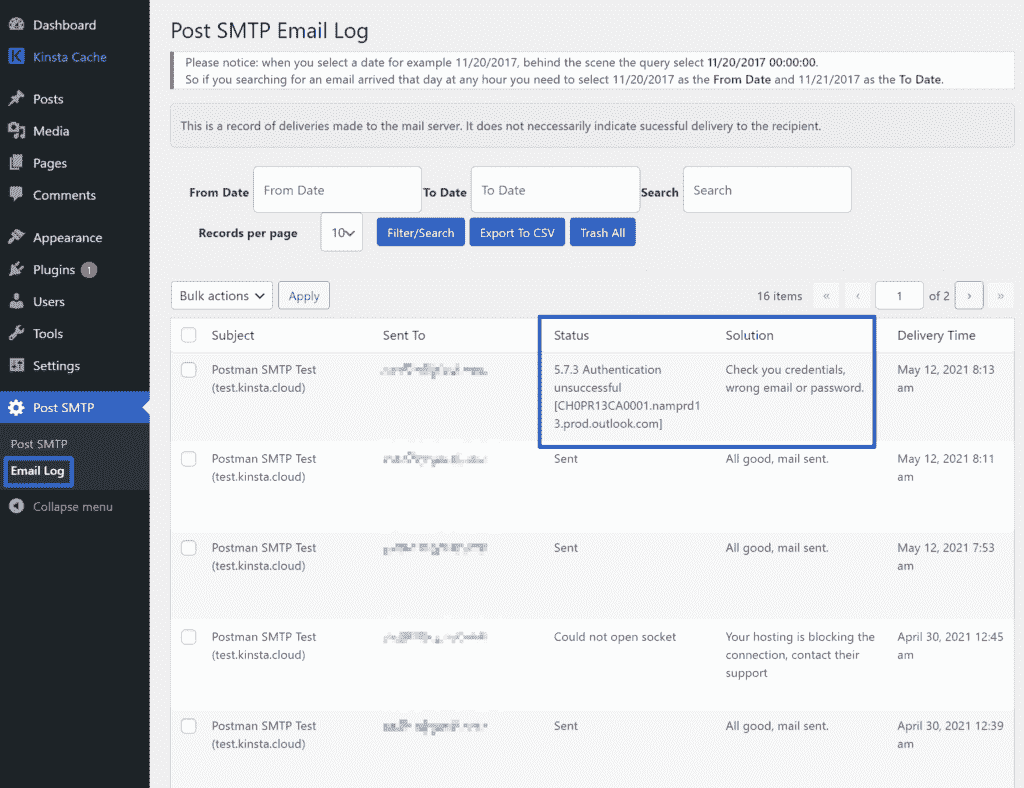 Dashboard
Kinsta Cache
Posts
Media
Pages
Comments
Appearance
Plugins 1
Users
Tools
Settings
Post SMTP
Post SMTP
Email Log
Collapse menu
Post SMTP Email Log
Please notice: when you select a date for example 11/20/2017, behind the scene the query select 11/20/2017 00:00:00.
So if you searching for an email arrived that day at any hour you need to select 11/20/2017 as the From Date and 11/21/2017 as the To Date.
This is a record of deliveries made to the mail server. It does not neccessarily indicate sucessful delivery to the recipient.
From Date From Date To Date To Date Search Search
Records per page 10 Filter/Search Export To CSV Trash All
Bulk actions Apply 16 items « ‹ 1 of 2 › »
Subject Sent To Status Solution Delivery Time
Postman SMTP Test 5.7.3 Authentication Check you credentials, May 12, 2021 8:13
(test.kinsta.cloud) unsuccessful wrong email or password. am
[CH0PR13CA0001.namprd1
3.prod.outlook.com]
Postman SMTP Test Sent All good, mail sent. May 12, 2021 8:11
(test.kinsta.cloud) am
Postman SMTP Test Sent All good, mail sent. May 12, 2021 7:53
(test.kinsta.cloud) am
Postman SMTP Test Could not open socket Your hosting is blocking the April 30, 2021 12:45
(test.kinsta.cloud) connection, contact their am
support
Postman SMTP Test Sent All good, mail sent. April 30, 2021 12:39
(test.kinsta.cloud) am